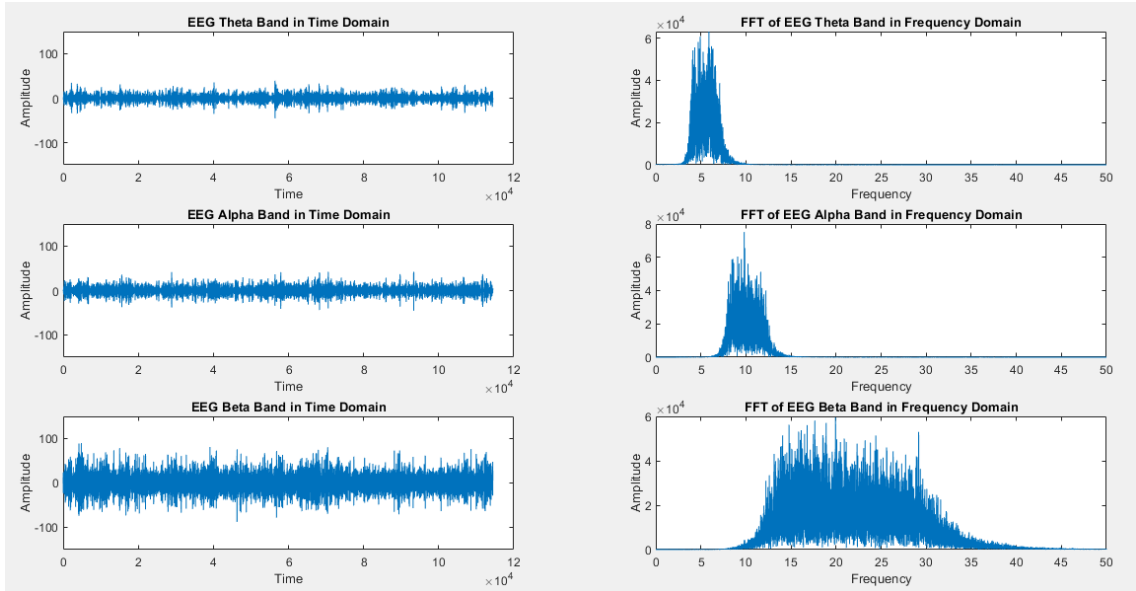 EEG Theta Band in Time Domain
100
0
-100
Amplitude
0 2 4 6 8 10 12
×10^4
Time
FFT of EEG Theta Band in Frequency Domain
×10^4
6
4
2
0
Amplitude
0 5 10 15 20 25 30 35 40 45 50
Frequency
EEG Alpha Band in Time Domain
100
0
-100
Amplitude
0 2 4 6 8 10 12
×10^4
Time
FFT of EEG Alpha Band in Frequency Domain
×10^4
8
6
4
2
0
Amplitude
0 5 10 15 20 25 30 35 40 45 50
Frequency
EEG Beta Band in Time Domain
100
0
-100
Amplitude
0 2 4 6 8 10 12
×10^4
Time
FFT of EEG Beta Band in Frequency Domain
×10^4
6
4
2
0
Amplitude
0 5 10 15 20 25 30 35 40 45 50
Frequency